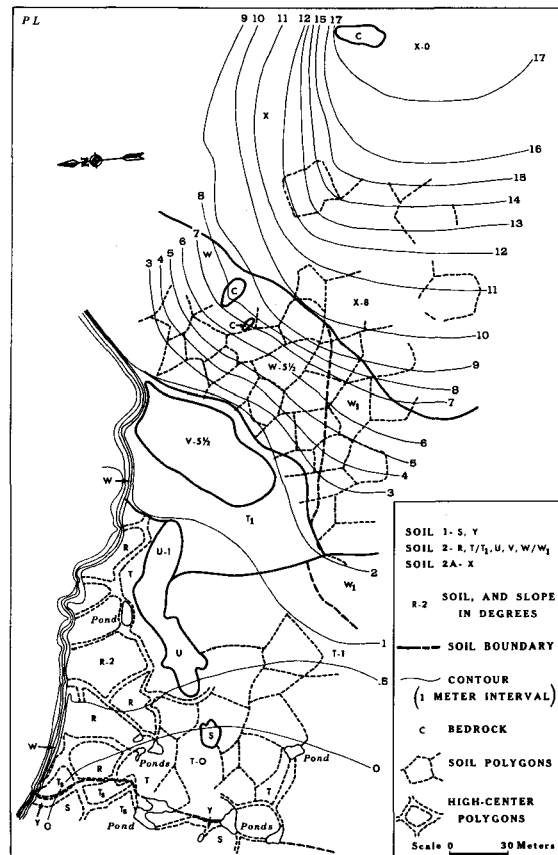 PL
9 10 11 12 15 17
C
X-O
17
X
16
15
14
13
12
8
7
6
5
4
3
W
C
X-8
11
C
10
W-5½
9
8
7
W₁
6
5
4
3
V-5½
W
T₁
2
W₁
R
U-1
T
1
Pond
T-1
R-2
U
.5
R
R
S
W
Ponds
T-O
Pond
O
R
T
T
S
Y
O
Pond
Y
S
Ponds
N
SOIL 1- S, Y
SOIL 2- R, T/T₁, U, V, W/W₁
SOIL 2A- X
R-2 SOIL, AND SLOPE
IN DEGREES
SOIL BOUNDARY
CONTOUR
(1 METER INTERVAL)
C BEDROCK
SOIL POLYGONS
HIGH-CENTER
POLYGONS
Scale 0 30 Meters